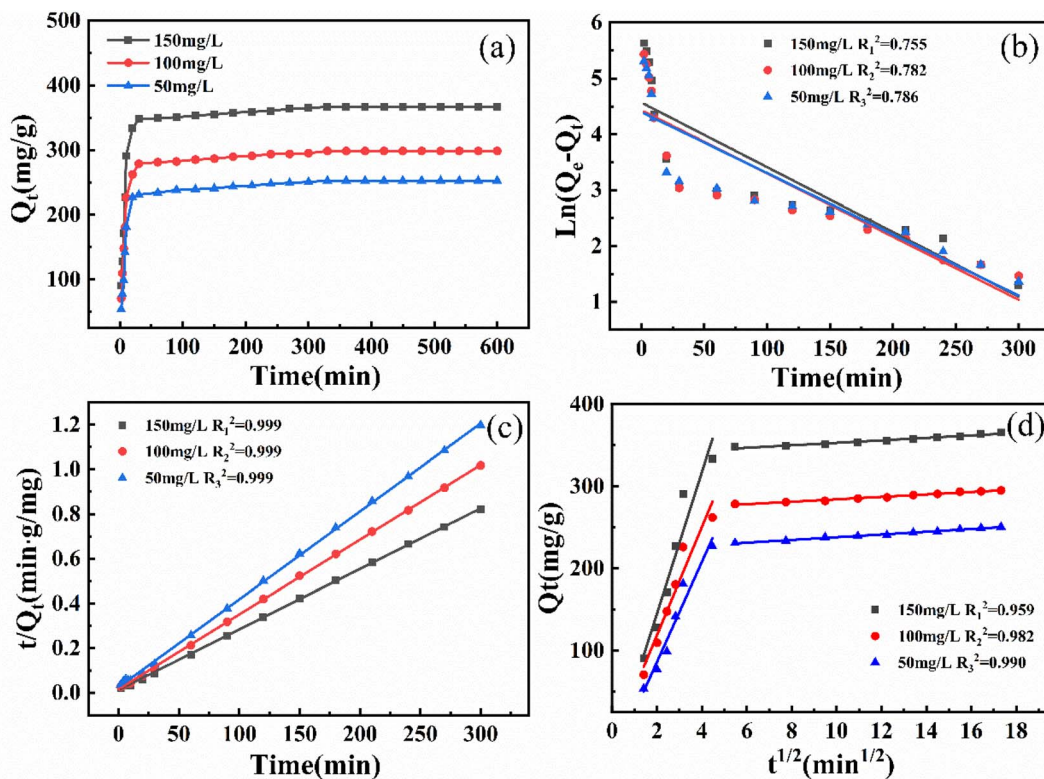 (a)
150mg/L
100mg/L
50mg/L
500
400
300
200
100
Qt(mg/g)
0 100 200 300 400 500 600
Time(min)
(b)
150mg/L R₁²=0.755
100mg/L R₂²=0.782
50mg/L R₃²=0.786
6
5
4
3
2
1
Ln(Qe-Qt)
0 50 100 150 200 250 300
Time(min)
(c)
150mg/L R₁²=0.999
100mg/L R₂²=0.999
50mg/L R₃²=0.999
1.2
1.0
0.8
0.6
0.4
0.2
0.0
t/Qt(min·g/mg)
0 50 100 150 200 250 300
Time(min)
(d)
400
300
200
100
Qt(mg/g)
150mg/L R₁²=0.959
100mg/L R₂²=0.982
50mg/L R₃²=0.990
0 2 4 6 8 10 12 14 16 18
t^1/2(min^1/2)